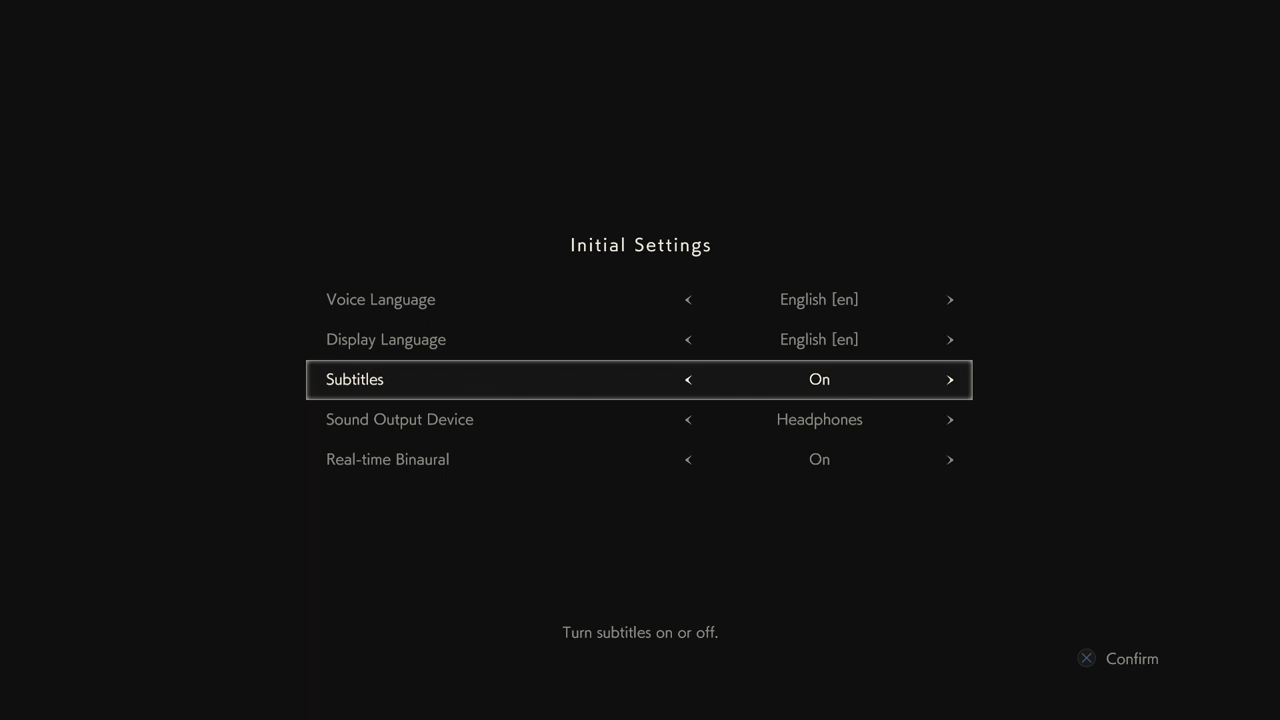 Initial Settings
Voice Language < English [en] >
Display Language < English [en] >
Subtitles < On >
Sound Output Device < Headphones >
Real-time Binaural < On >
Turn subtitles on or off.
Confirm